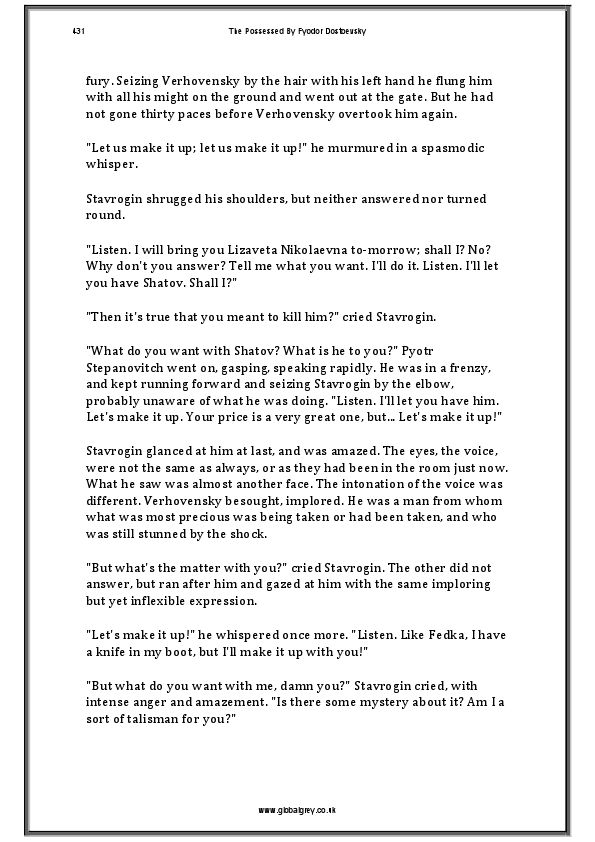 431 The Possessed By Fyodor Dostoevsky
fury. Seizing Verhovensky by the hair with his left hand he flung him
with all his might on the ground and went out at the gate. But he had
not gone thirty paces before Verhovensky overtook him again.
"Let us make it up; let us make it up!" he murmured in a spasmodic
whisper.
Stavrogin shrugged his shoulders, but neither answered nor turned
round.
"Listen. I will bring you Lizaveta Nikolaevna to-morrow; shall I? No?
Why don't you answer? Tell me what you want. I'll do it. Listen. I'll let
you have Shatov. Shall I?"
"Then it's true that you meant to kill him?" cried Stavrogin.
"What do you want with Shatov? What is he to you?" Pyotr
Stepanovitch went on, gasping, speaking rapidly. He was in a frenzy,
and kept running forward and seizing Stavrogin by the elbow,
probably unaware of what he was doing. "Listen. I'll let you have him.
Let's make it up. Your price is a very great one, but... Let's make it up!"
Stavrogin glanced at him at last, and was amazed. The eyes, the voice,
were not the same as always, or as they had been in the room just now.
What he saw was almost another face. The intonation of the voice was
different. Verhovensky besought, implored. He was a man from whom
what was most precious was being taken or had been taken, and who
was still stunned by the shock.
"But what's the matter with you?" cried Stavrogin. The other did not
answer, but ran after him and gazed at him with the same imploring
but yet inflexible expression.
"Let's make it up!" he whispered once more. "Listen. Like Fedka, I have
a knife in my boot, but I'll make it up with you!"
"But what do you want with me, damn you?" Stavrogin cried, with
intense anger and amazement. "Is there some mystery about it? Am I a
sort of talisman for you?"
www.globalgrey.co.uk